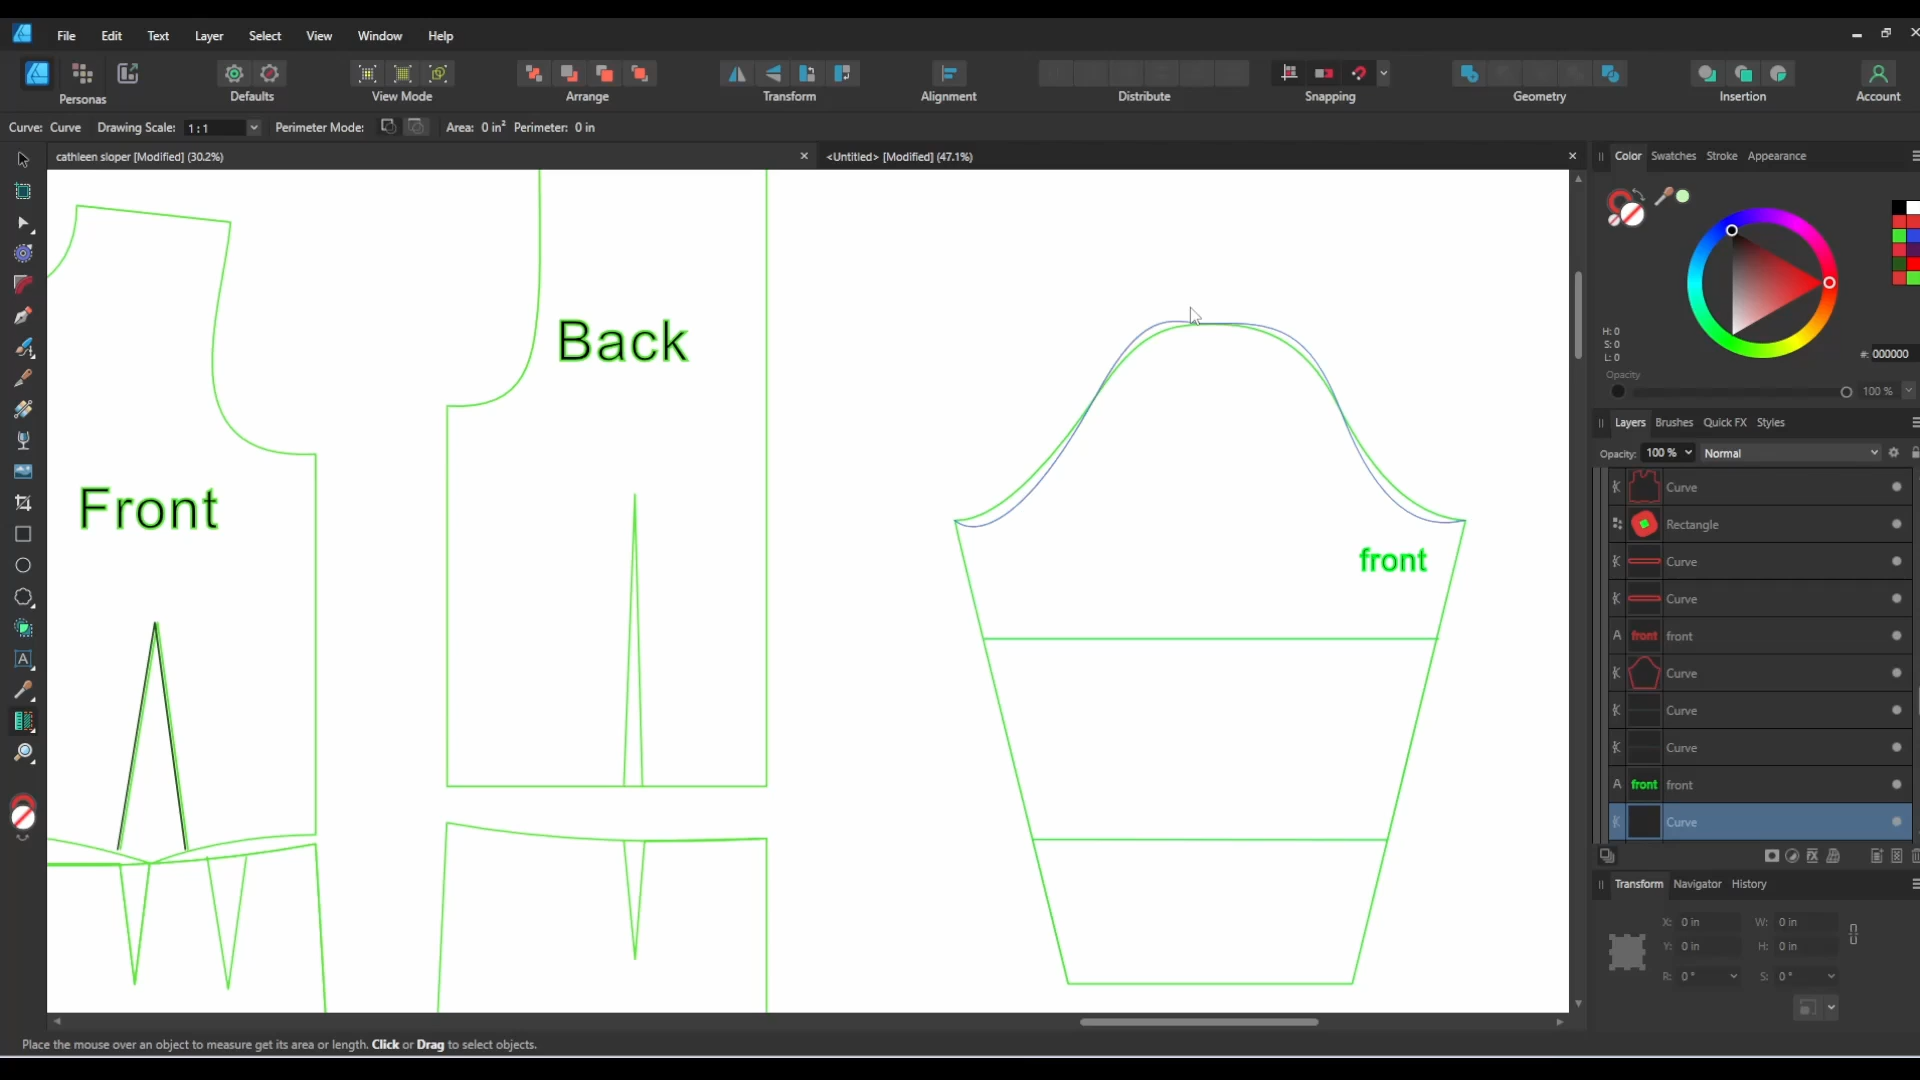 File Edit Text Layer Select View Window Help
Personas Defaults View Mode Arrange Transform Alignment Distribute Snapping Geometry Insertion Account
Curve: Curve Drawing Scale: 1:1 Perimeter Mode: Area: 0 in² Perimeter: 0 in
cathleen sloper [Modified] (30.2%)
<Untitled> [Modified] (47.1%)
Color Swatches Stroke Appearance
H: 0
S: 0
L: 0
#: 000000
Opacity
100 %
Layers Brushes Quick FX Styles
Opacity: 100 % Normal
Curve
Rectangle
Curve
Curve
A front front
Curve
Curve
Curve
A front front
Curve
Transform Navigator History
X: 0 in W: 0 in
Y: 0 in H: 0 in
R: 0 ° S: 0 °
Back
Front
front
Place the mouse over an object to measure get its area or length. Click or Drag to select objects.